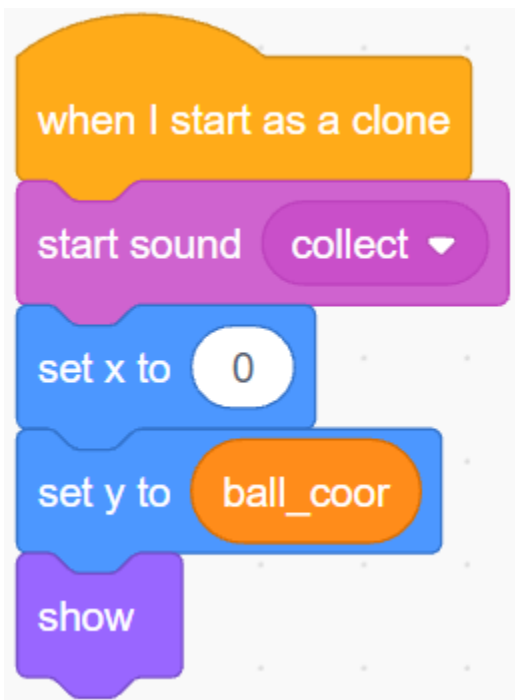 when I start as a clone
start sound collect
set x to 0
set y to ball_coor
show